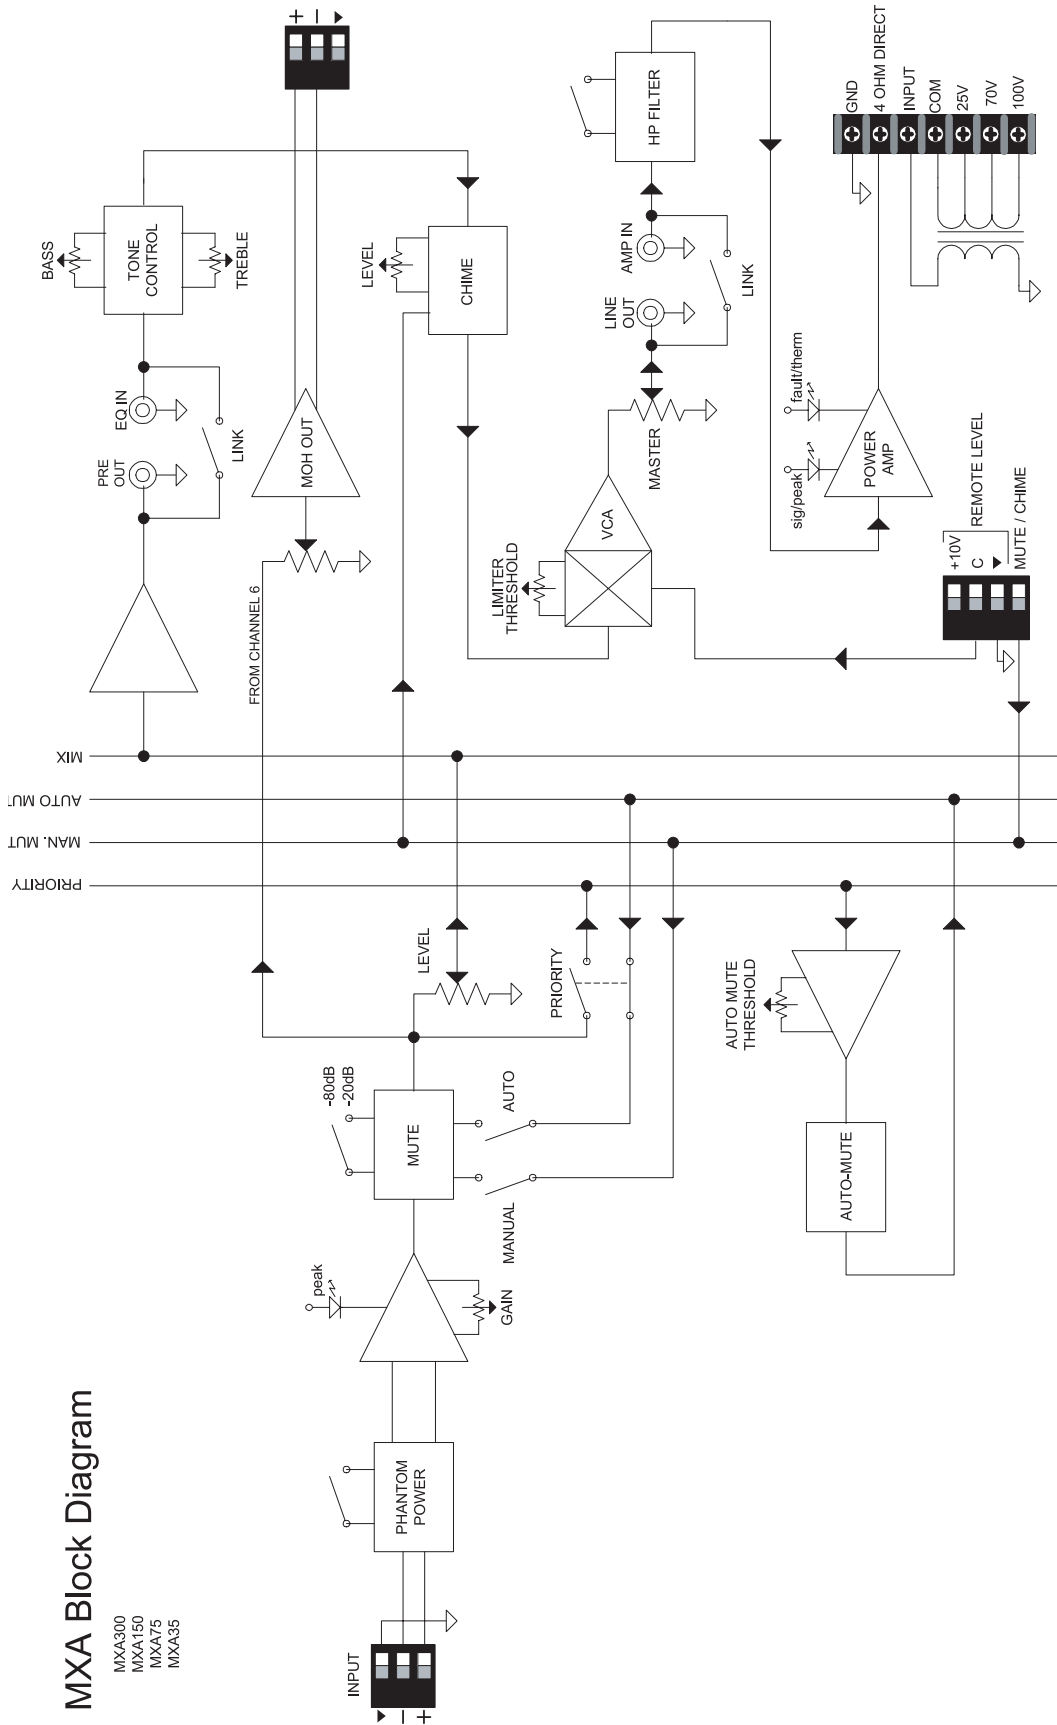 MXA Block Diagram
MXA300
MXA150
MXA75
MXA35
INPUT
+
−
PHANTOM
POWER
peak
GAIN
-80dB
-20dB
MUTE
MANUAL
AUTO
LEVEL
PRIORITY
AUTO MUTE
THRESHOLD
AUTO-MUTE
PRIORITY
MAN. MUT
AUTO MU
MIX
FROM CHANNEL 6
PRE
OUT
EQ IN
LINK
BASS
TONE
CONTROL
TREBLE
MOH OUT
+
−
LEVEL
CHIME
LIMITER
THRESHOLD
VCA
MASTER
LINE
OUT
AMP IN
LINK
HP FILTER
sig/peak
fault/therm
POWER
AMP
GND
4 OHM DIRECT
INPUT
COM
25V
70V
100V
+10V
C
REMOTE LEVEL
MUTE / CHIME